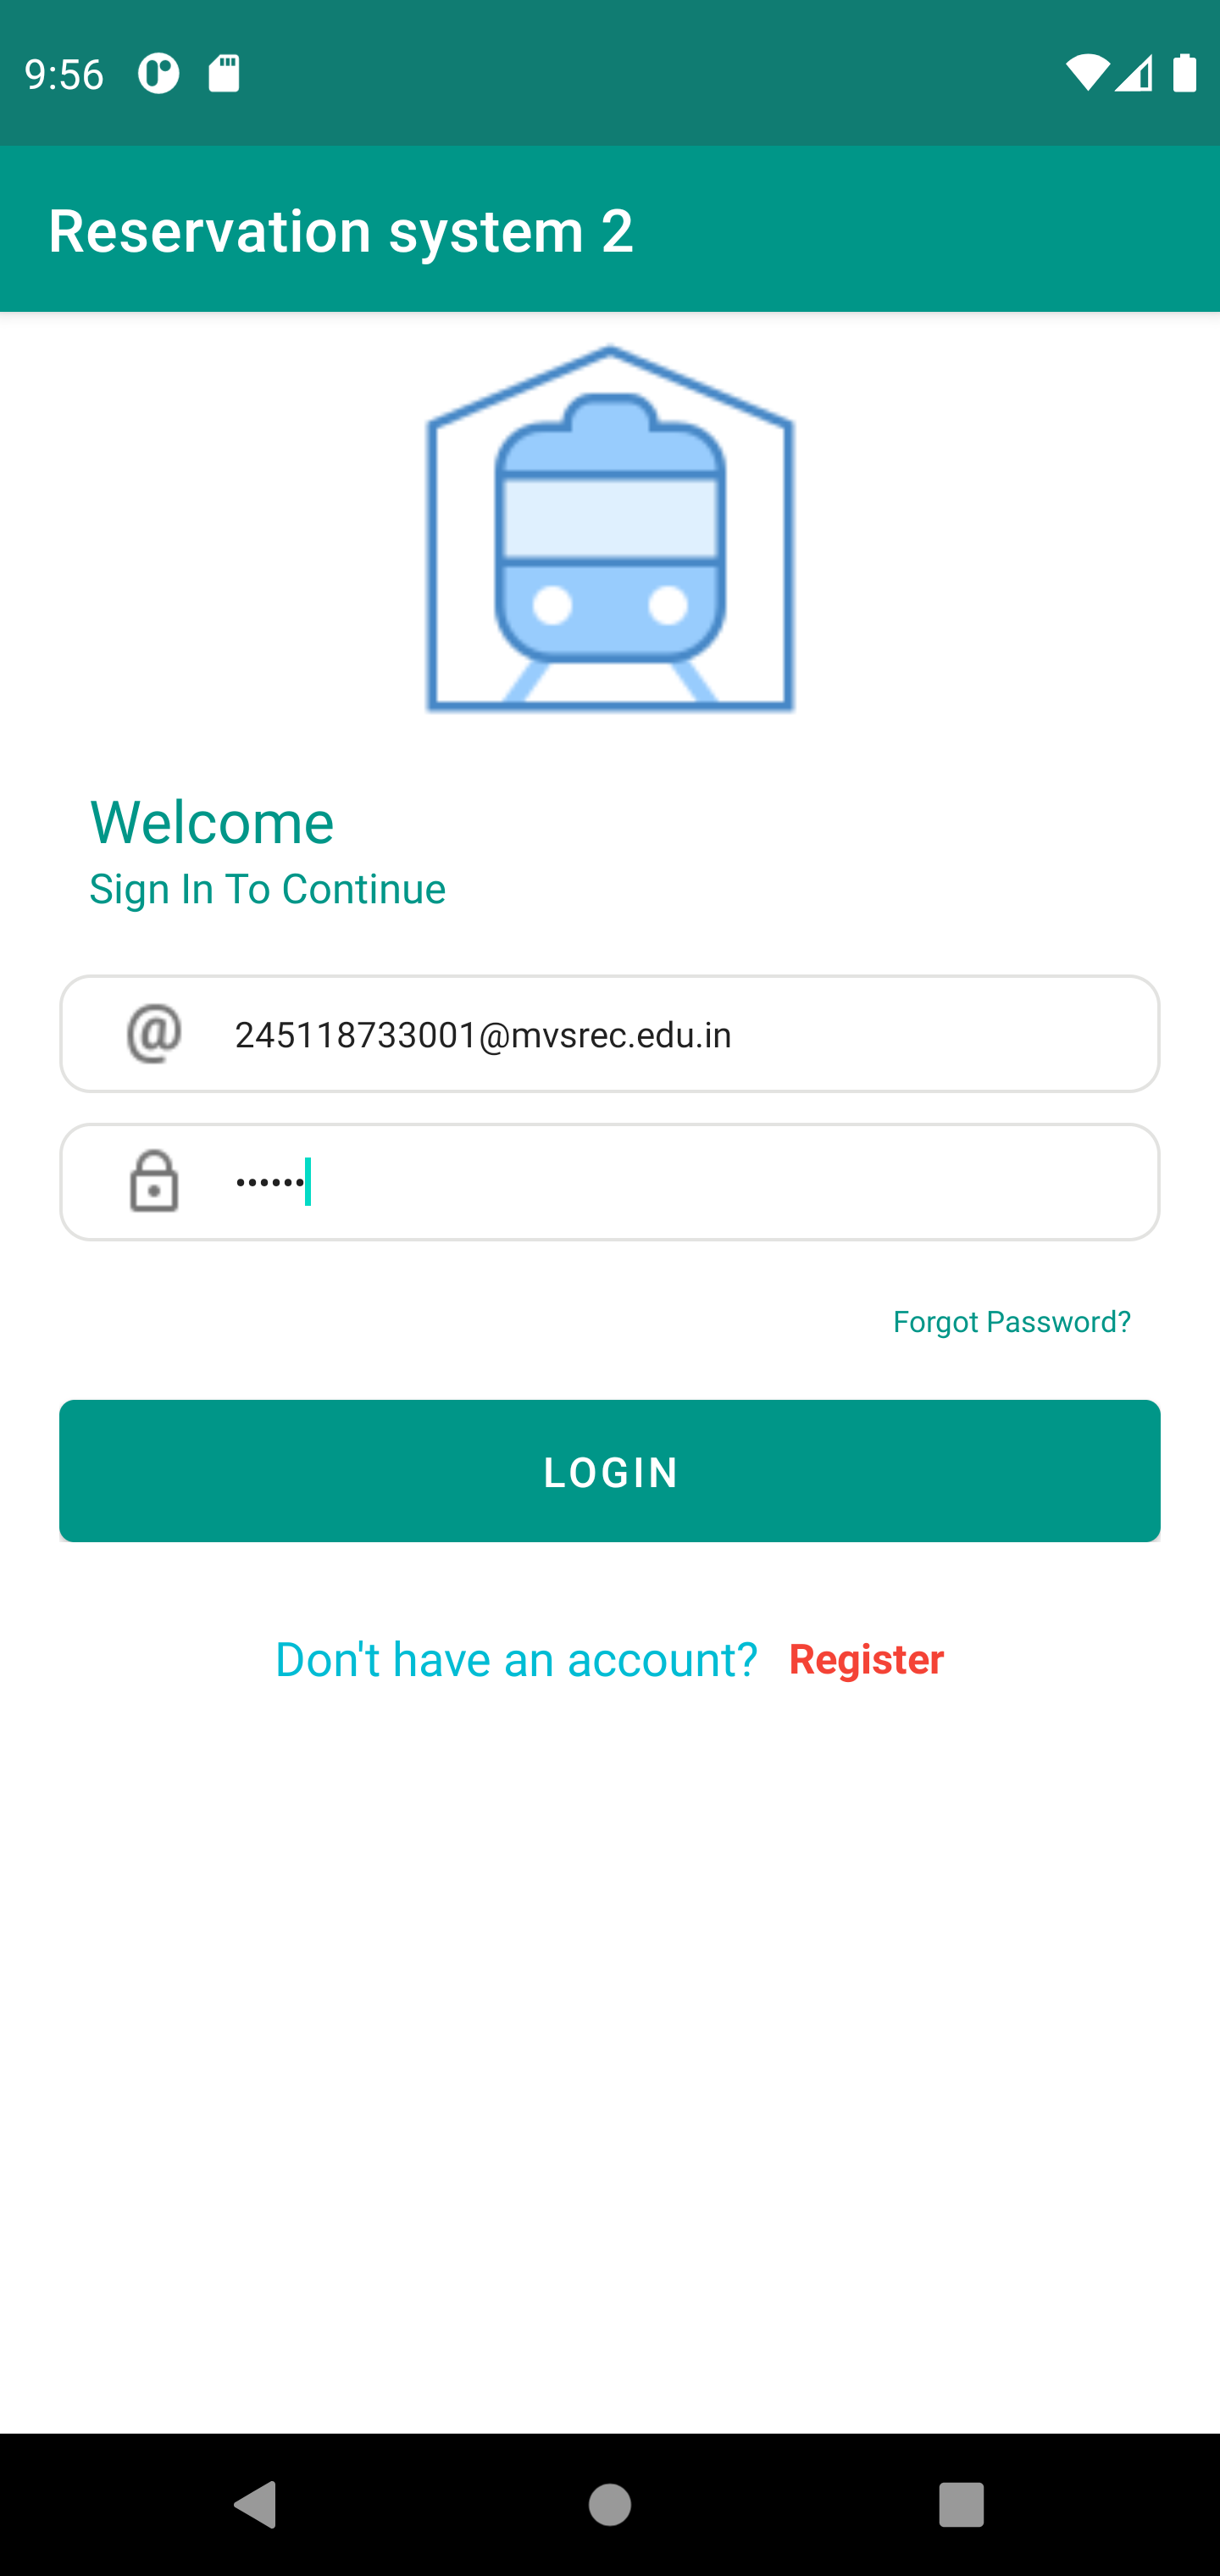 9:56
Reservation system 2
Welcome
Sign In To Continue
@ 245118733001@mvsrec.edu.in
••••••
Forgot Password?
LOGIN
Don't have an account? Register